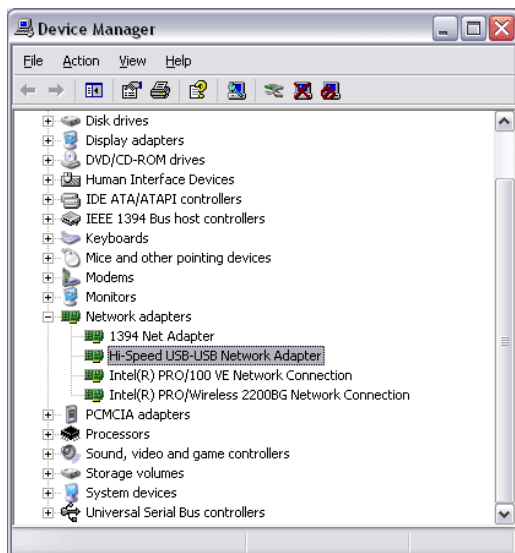 Device Manager
File Action View Help
Disk drives
Display adapters
DVD/CD-ROM drives
Human Interface Devices
IDE ATA/ATAPI controllers
IEEE 1394 Bus host controllers
Keyboards
Mice and other pointing devices
Modems
Monitors
Network adapters
1394 Net Adapter
Hi-Speed USB-USB Network Adapter
Intel(R) PRO/100 VE Network Connection
Intel(R) PRO/Wireless 2200BG Network Connection
PCMCIA adapters
Processors
Sound, video and game controllers
Storage volumes
System devices
Universal Serial Bus controllers